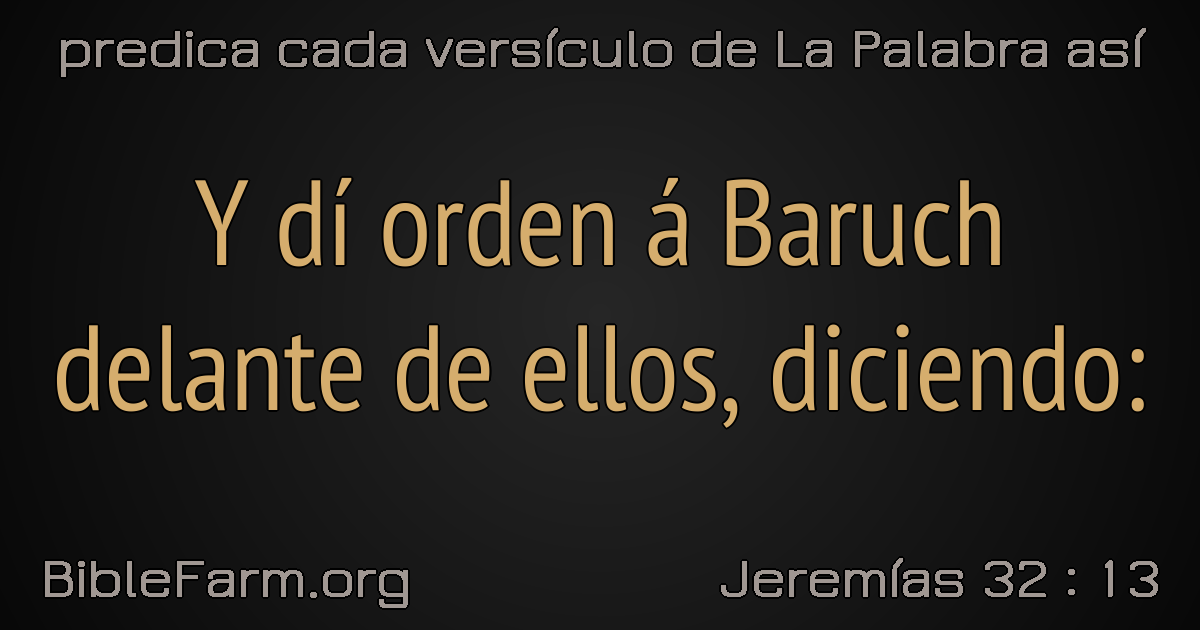 predica cada versículo de La Palabra así
Y dí orden á Baruch
delante de ellos, diciendo:
BibleFarm.org
Jeremías 32 : 13